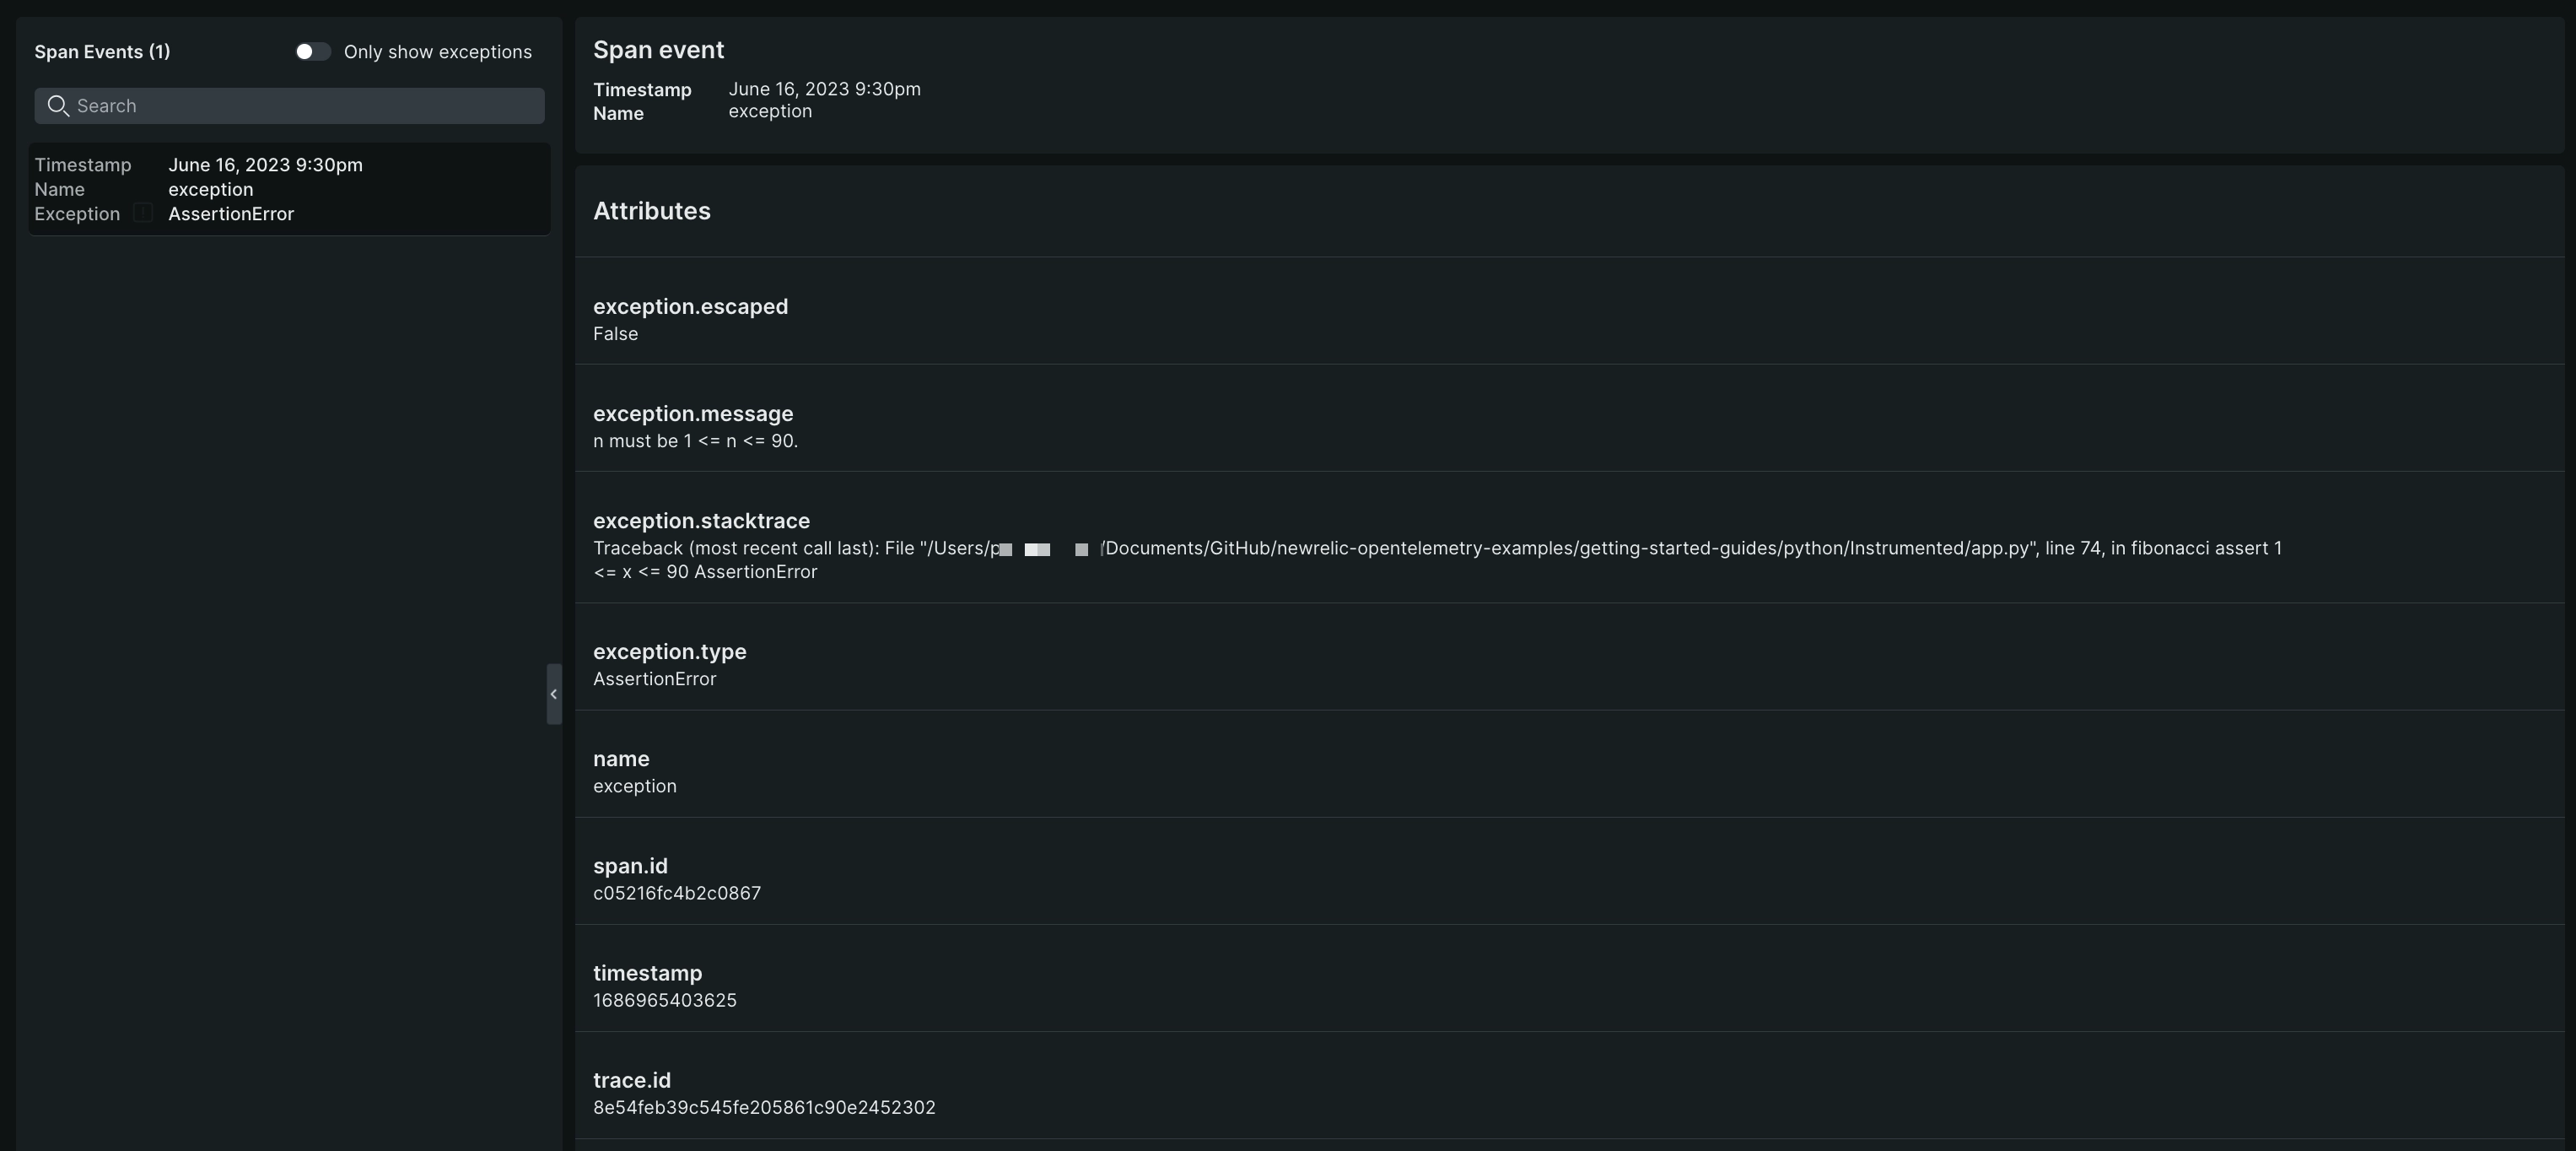 Span Events (1)
Only show exceptions
Search
Timestamp June 16, 2023 9:30pm
Name exception
Exception AssertionError
Span event
Timestamp June 16, 2023 9:30pm
Name exception
Attributes
exception.escaped
False
exception.message
n must be 1 <= n <= 90.
exception.stacktrace
Traceback (most recent call last): File "/Users/p /Documents/GitHub/newrelic-opentelemetry-examples/getting-started-guides/python/Instrumented/app.py", line 74, in fibonacci assert 1
<= x <= 90 AssertionError
exception.type
AssertionError
name
exception
span.id
c05216fc4b2c0867
timestamp
1686965403625
trace.id
8e54feb39c545fe205861c90e2452302